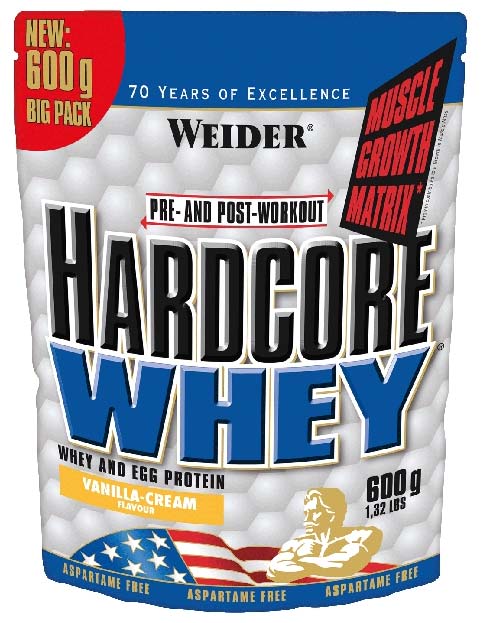 NEW:
600 g
BIG PACK
70 YEARS OF EXCELLENCE
WEIDER®
MUSCLE
GROWTH
MATRIX*
PRE- AND POST-WORKOUT
HARDCORE
WHEY®
WHEY AND EGG PROTEIN
VANILLA-CREAM
FLAVOUR
600 g
1,32 LBS
ASPARTAME FREE
ASPARTAME FREE
ASPARTAME FREE